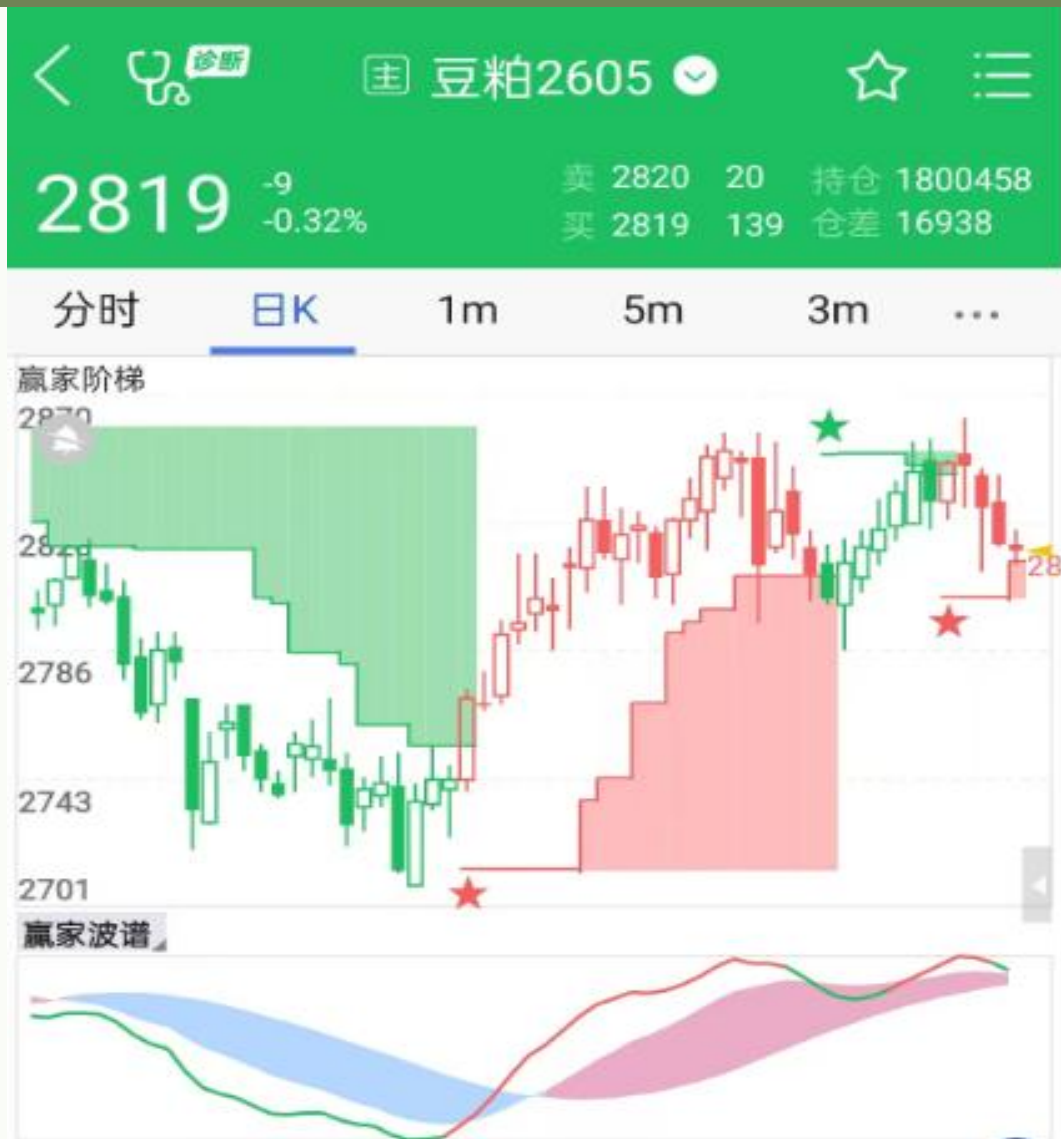 诊断 主 豆粕2605
2819 -9 -0.32%
卖 2820 20 持仓 1800458
买 2819 139 仓差 16938
分时 日K 1m 5m 3m ...
赢家阶梯
2870
2786
2743
2701
赢家波谱